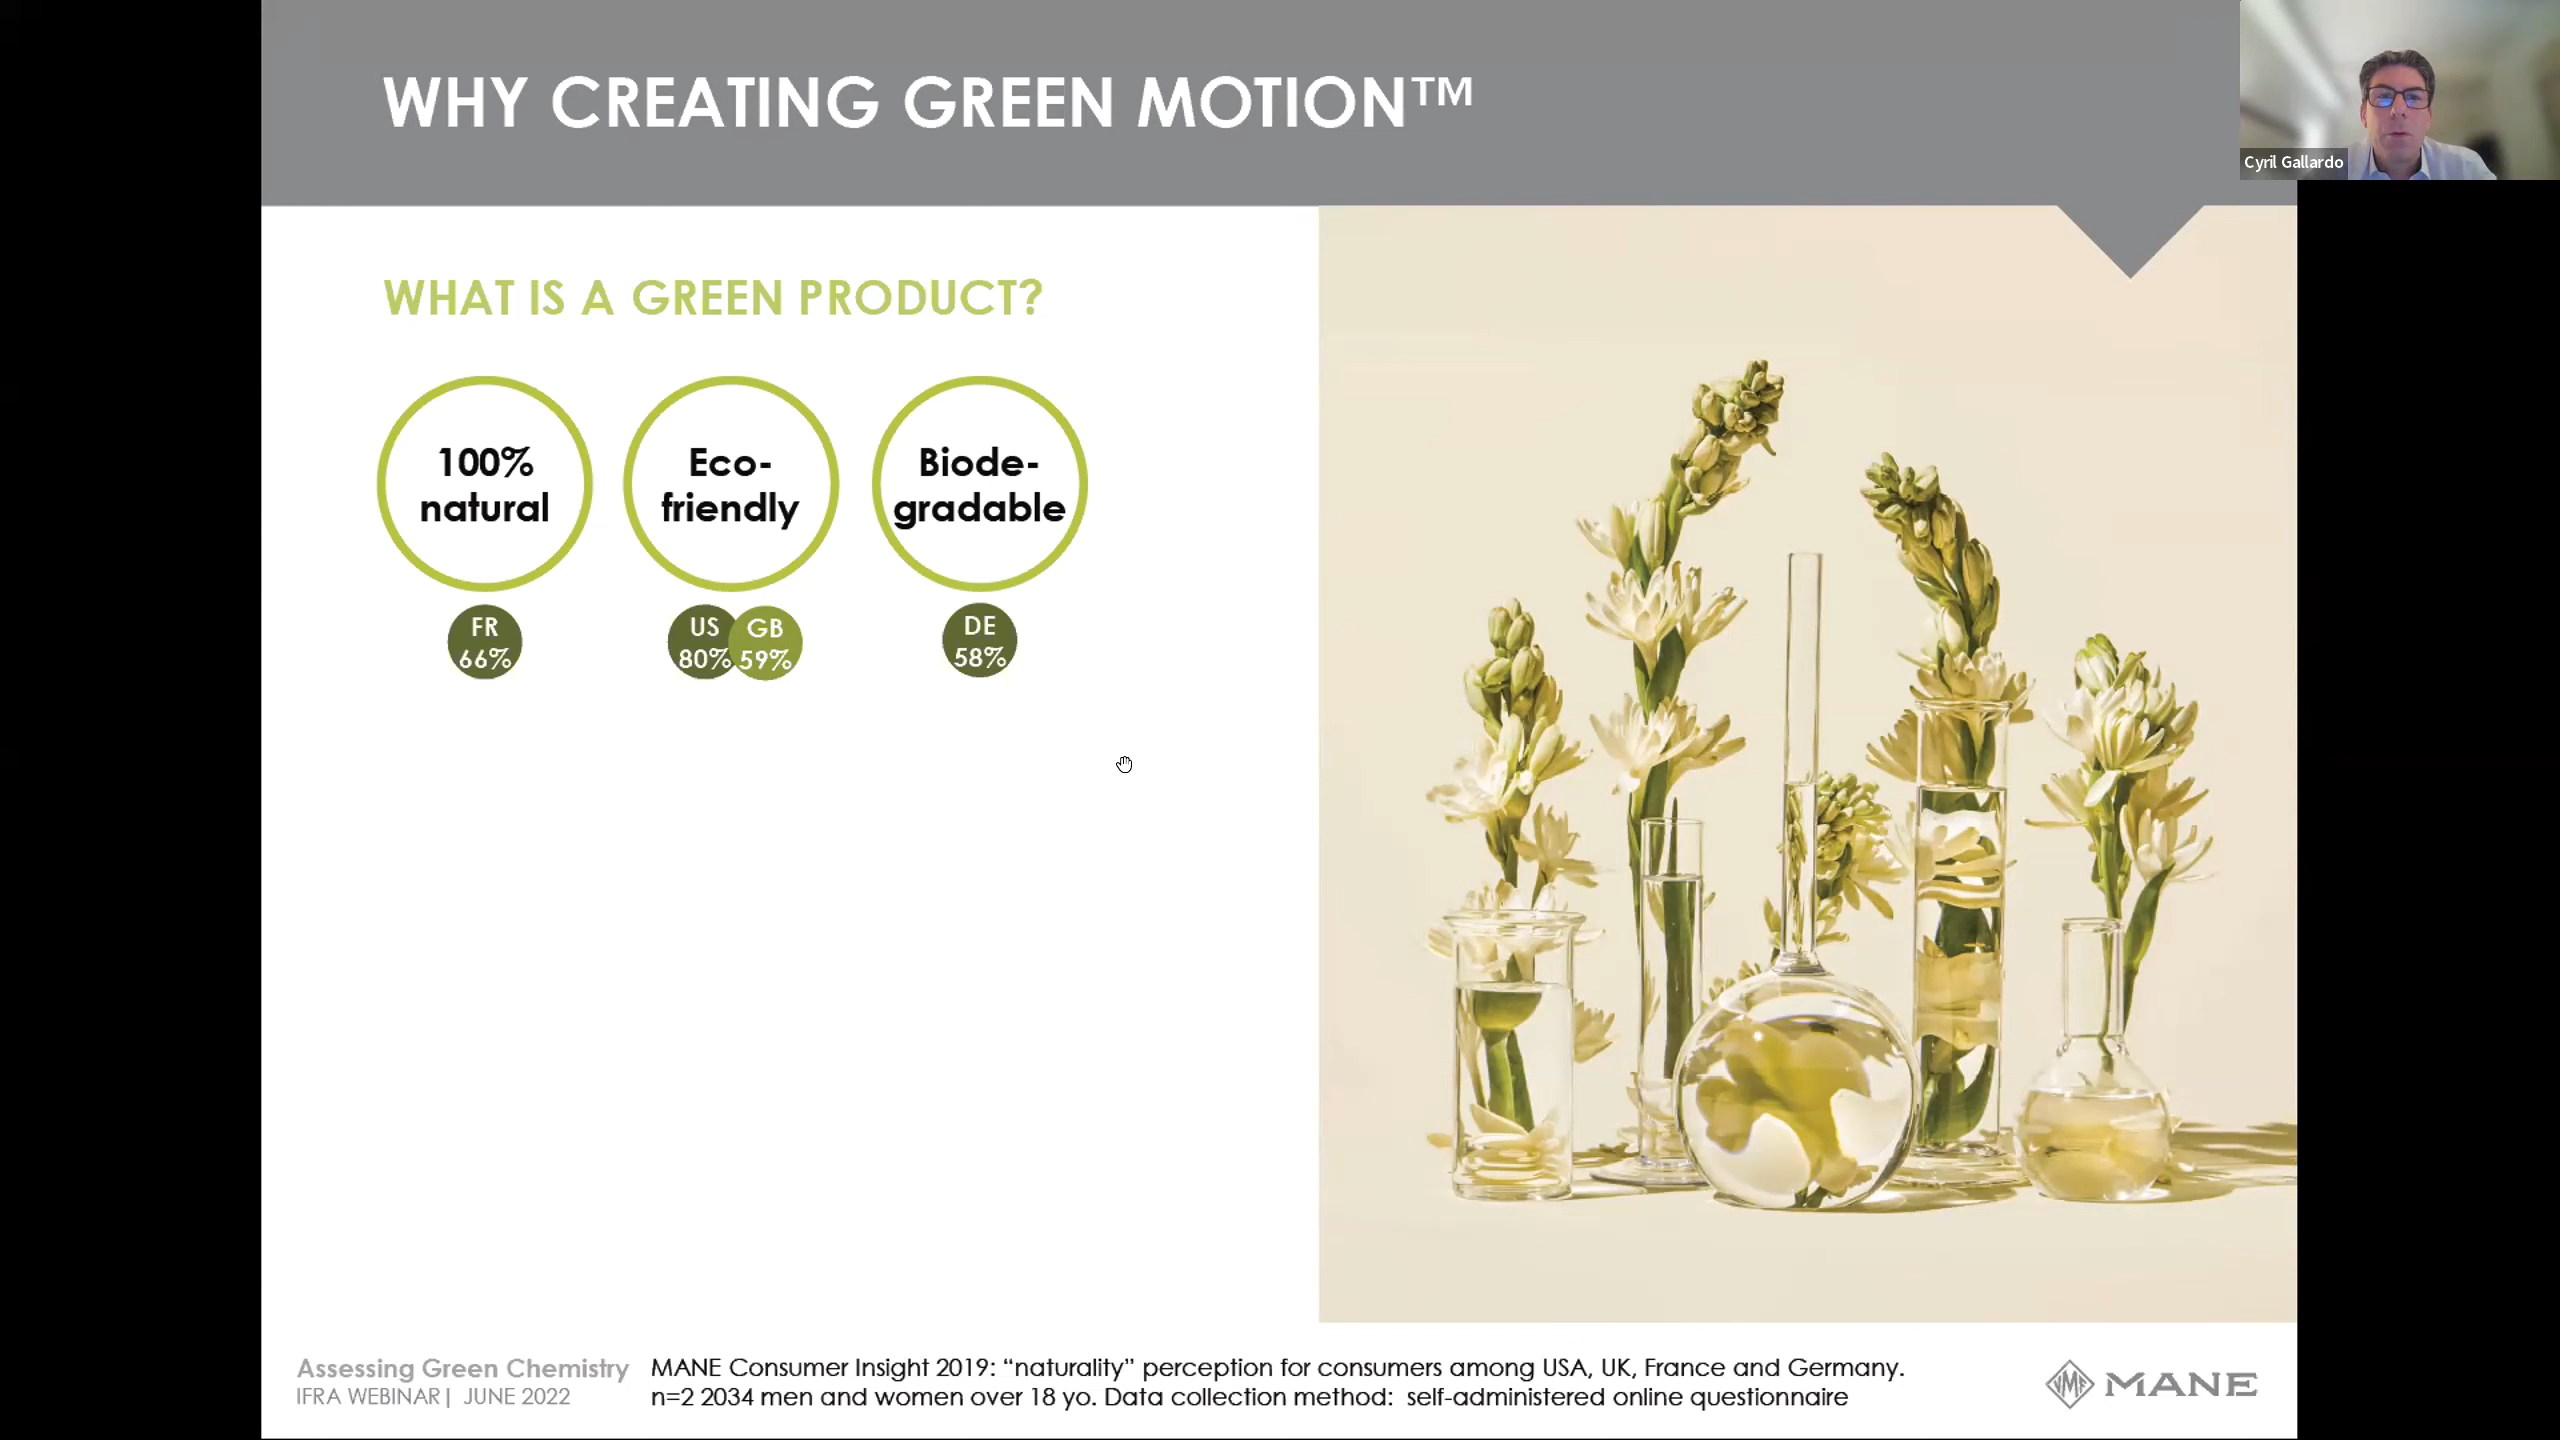 WHY CREATING GREEN MOTION™
Cyril Gallardo
WHAT IS A GREEN PRODUCT?
100%
natural
Eco-
friendly
Biode-
gradable
FR
66%
US
80%
GB
59%
DE
58%
Assessing Green Chemistry
IFRA WEBINAR| JUNE 2022
MANE Consumer Insight 2019: “naturality” perception for consumers among USA, UK, France and Germany.
n=2 2034 men and women over 18 yo. Data collection method: self-administered online questionnaire
VMF
MANE